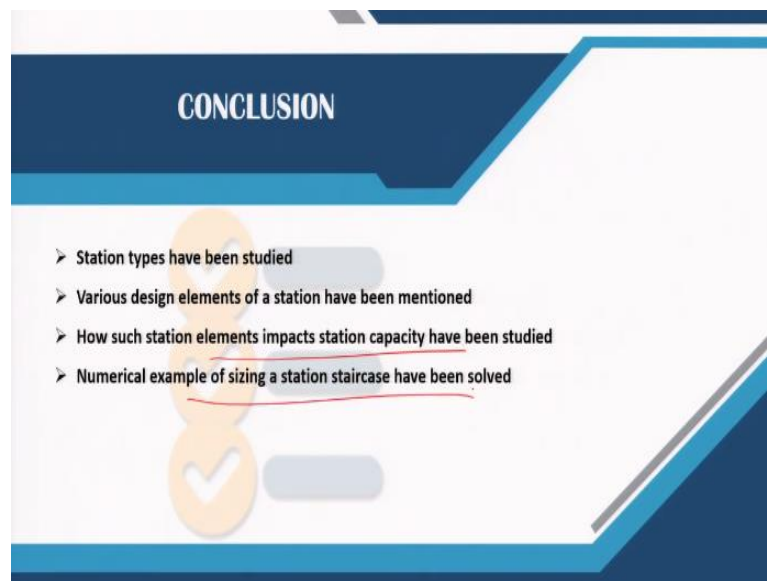 CONCLUSION
➢ Station types have been studied
➢ Various design elements of a station have been mentioned
➢ How such station elements impacts station capacity have been studied
➢ Numerical example of sizing a station staircase have been solved